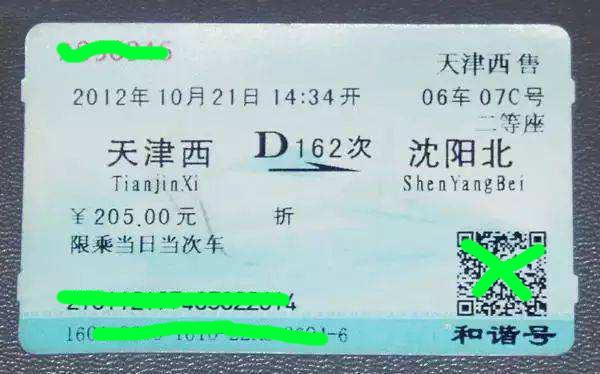 天津西 售
2012年10月21日 14:34开 06车 07C号
二等座
天津西 D162次 沈阳北
TianjinXi ShenYangBei
￥205.00元 折
限乘当日当次车
和谐号